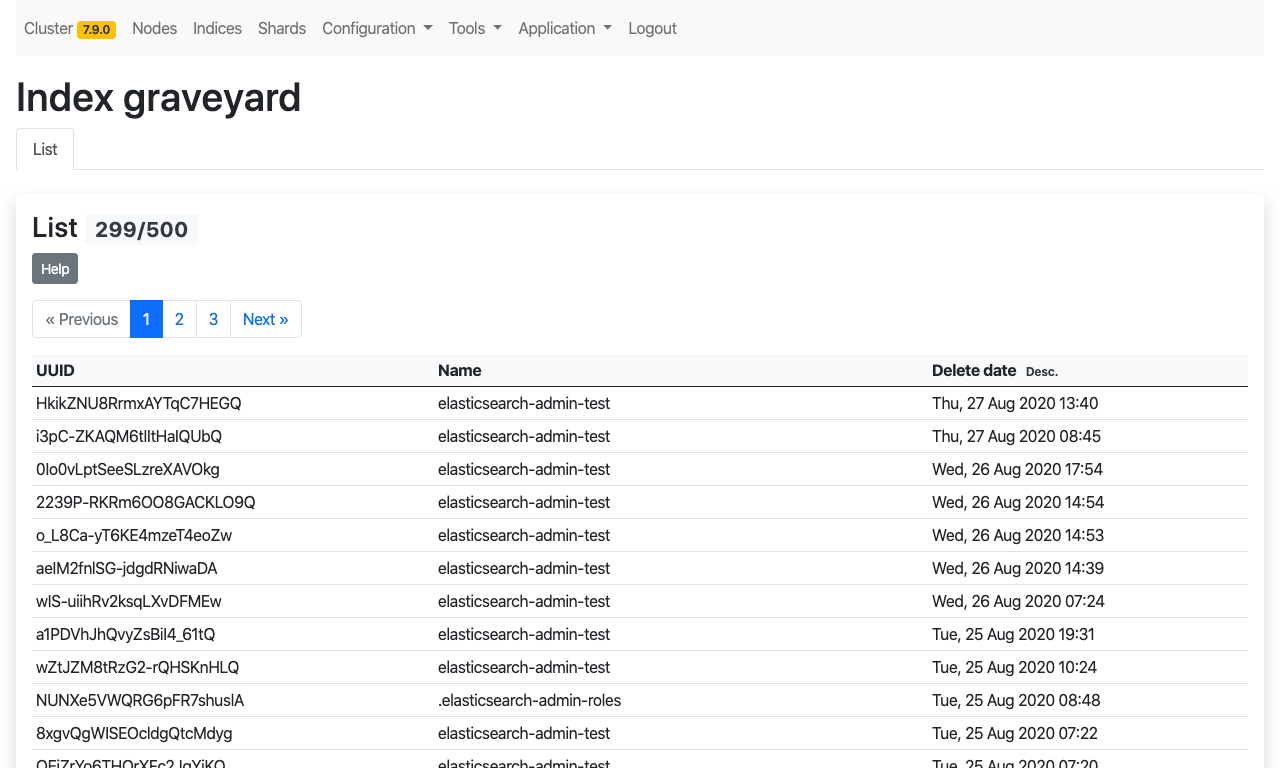 Cluster 7.9.0 Nodes Indices Shards Configuration Tools Application Logout
Index graveyard
List
List 299/500
Help
« Previous 1 2 3 Next »
UUID Name Delete date Desc.
HkikZNU8RrmxAYTqC7HEGQ elasticsearch-admin-test Thu, 27 Aug 2020 13:40
i3pC-ZKAQM6tlItHalQUbQ elasticsearch-admin-test Thu, 27 Aug 2020 08:45
0lo0vLptSeeSLzreXAVOkg elasticsearch-admin-test Wed, 26 Aug 2020 17:54
2239P-RKRm6OO8GACKLO9Q elasticsearch-admin-test Wed, 26 Aug 2020 14:54
o_L8Ca-yT6KE4mzeT4eoZw elasticsearch-admin-test Wed, 26 Aug 2020 14:53
aelM2fnlSG-jdgdRNiwaDA elasticsearch-admin-test Wed, 26 Aug 2020 14:39
wlS-uiihRv2ksqLXvDFMEw elasticsearch-admin-test Wed, 26 Aug 2020 07:24
a1PDVhJhQvyZsBil4_61tQ elasticsearch-admin-test Tue, 25 Aug 2020 19:31
wZtJZM8tRzG2-rQHSKnHLQ elasticsearch-admin-test Tue, 25 Aug 2020 10:24
NUNXe5VWQRG6pFR7shuslA .elasticsearch-admin-roles Tue, 25 Aug 2020 08:48
8xgvQgWlSEOcldgQtcMdyg elasticsearch-admin-test Tue, 25 Aug 2020 07:22
elasticsearch-admin-test Tue, 25 Aug 2020 07:20